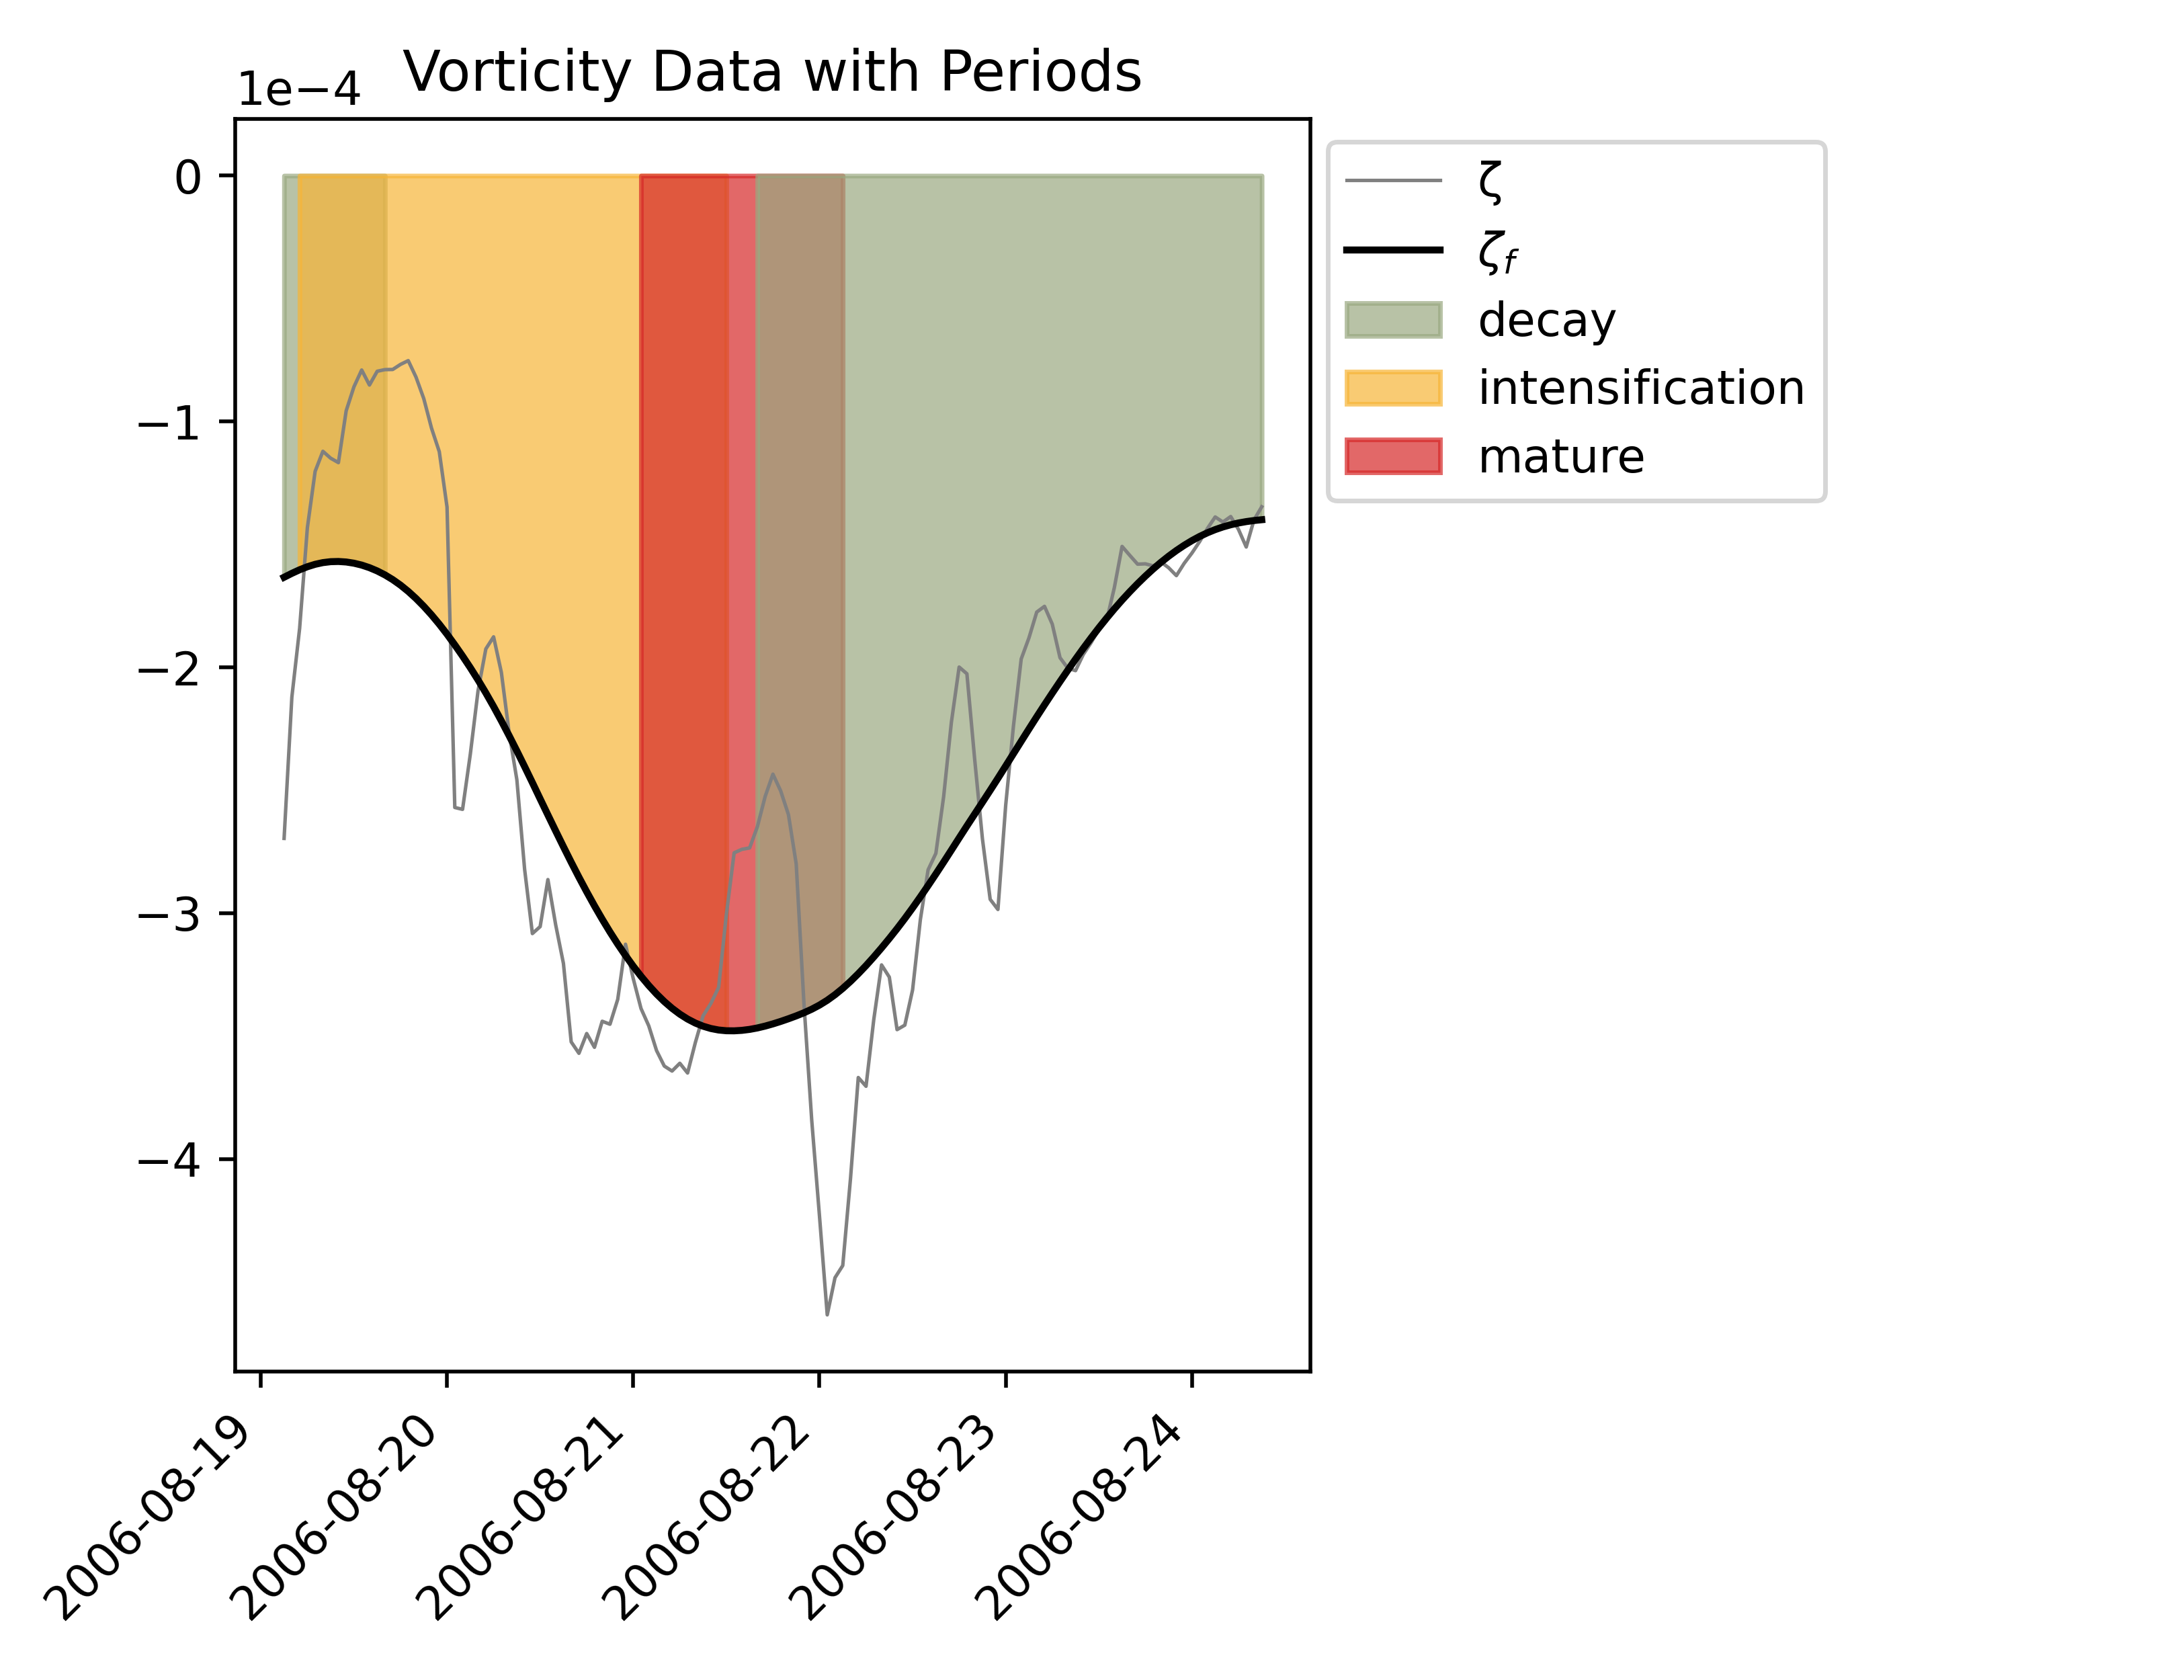 Vorticity Data with Periods
1e−4
0
−1
−2
−3
−4
2006-08-19
2006-08-20
2006-08-21
2006-08-22
2006-08-23
2006-08-24
ζ
ζf
decay
intensification
mature